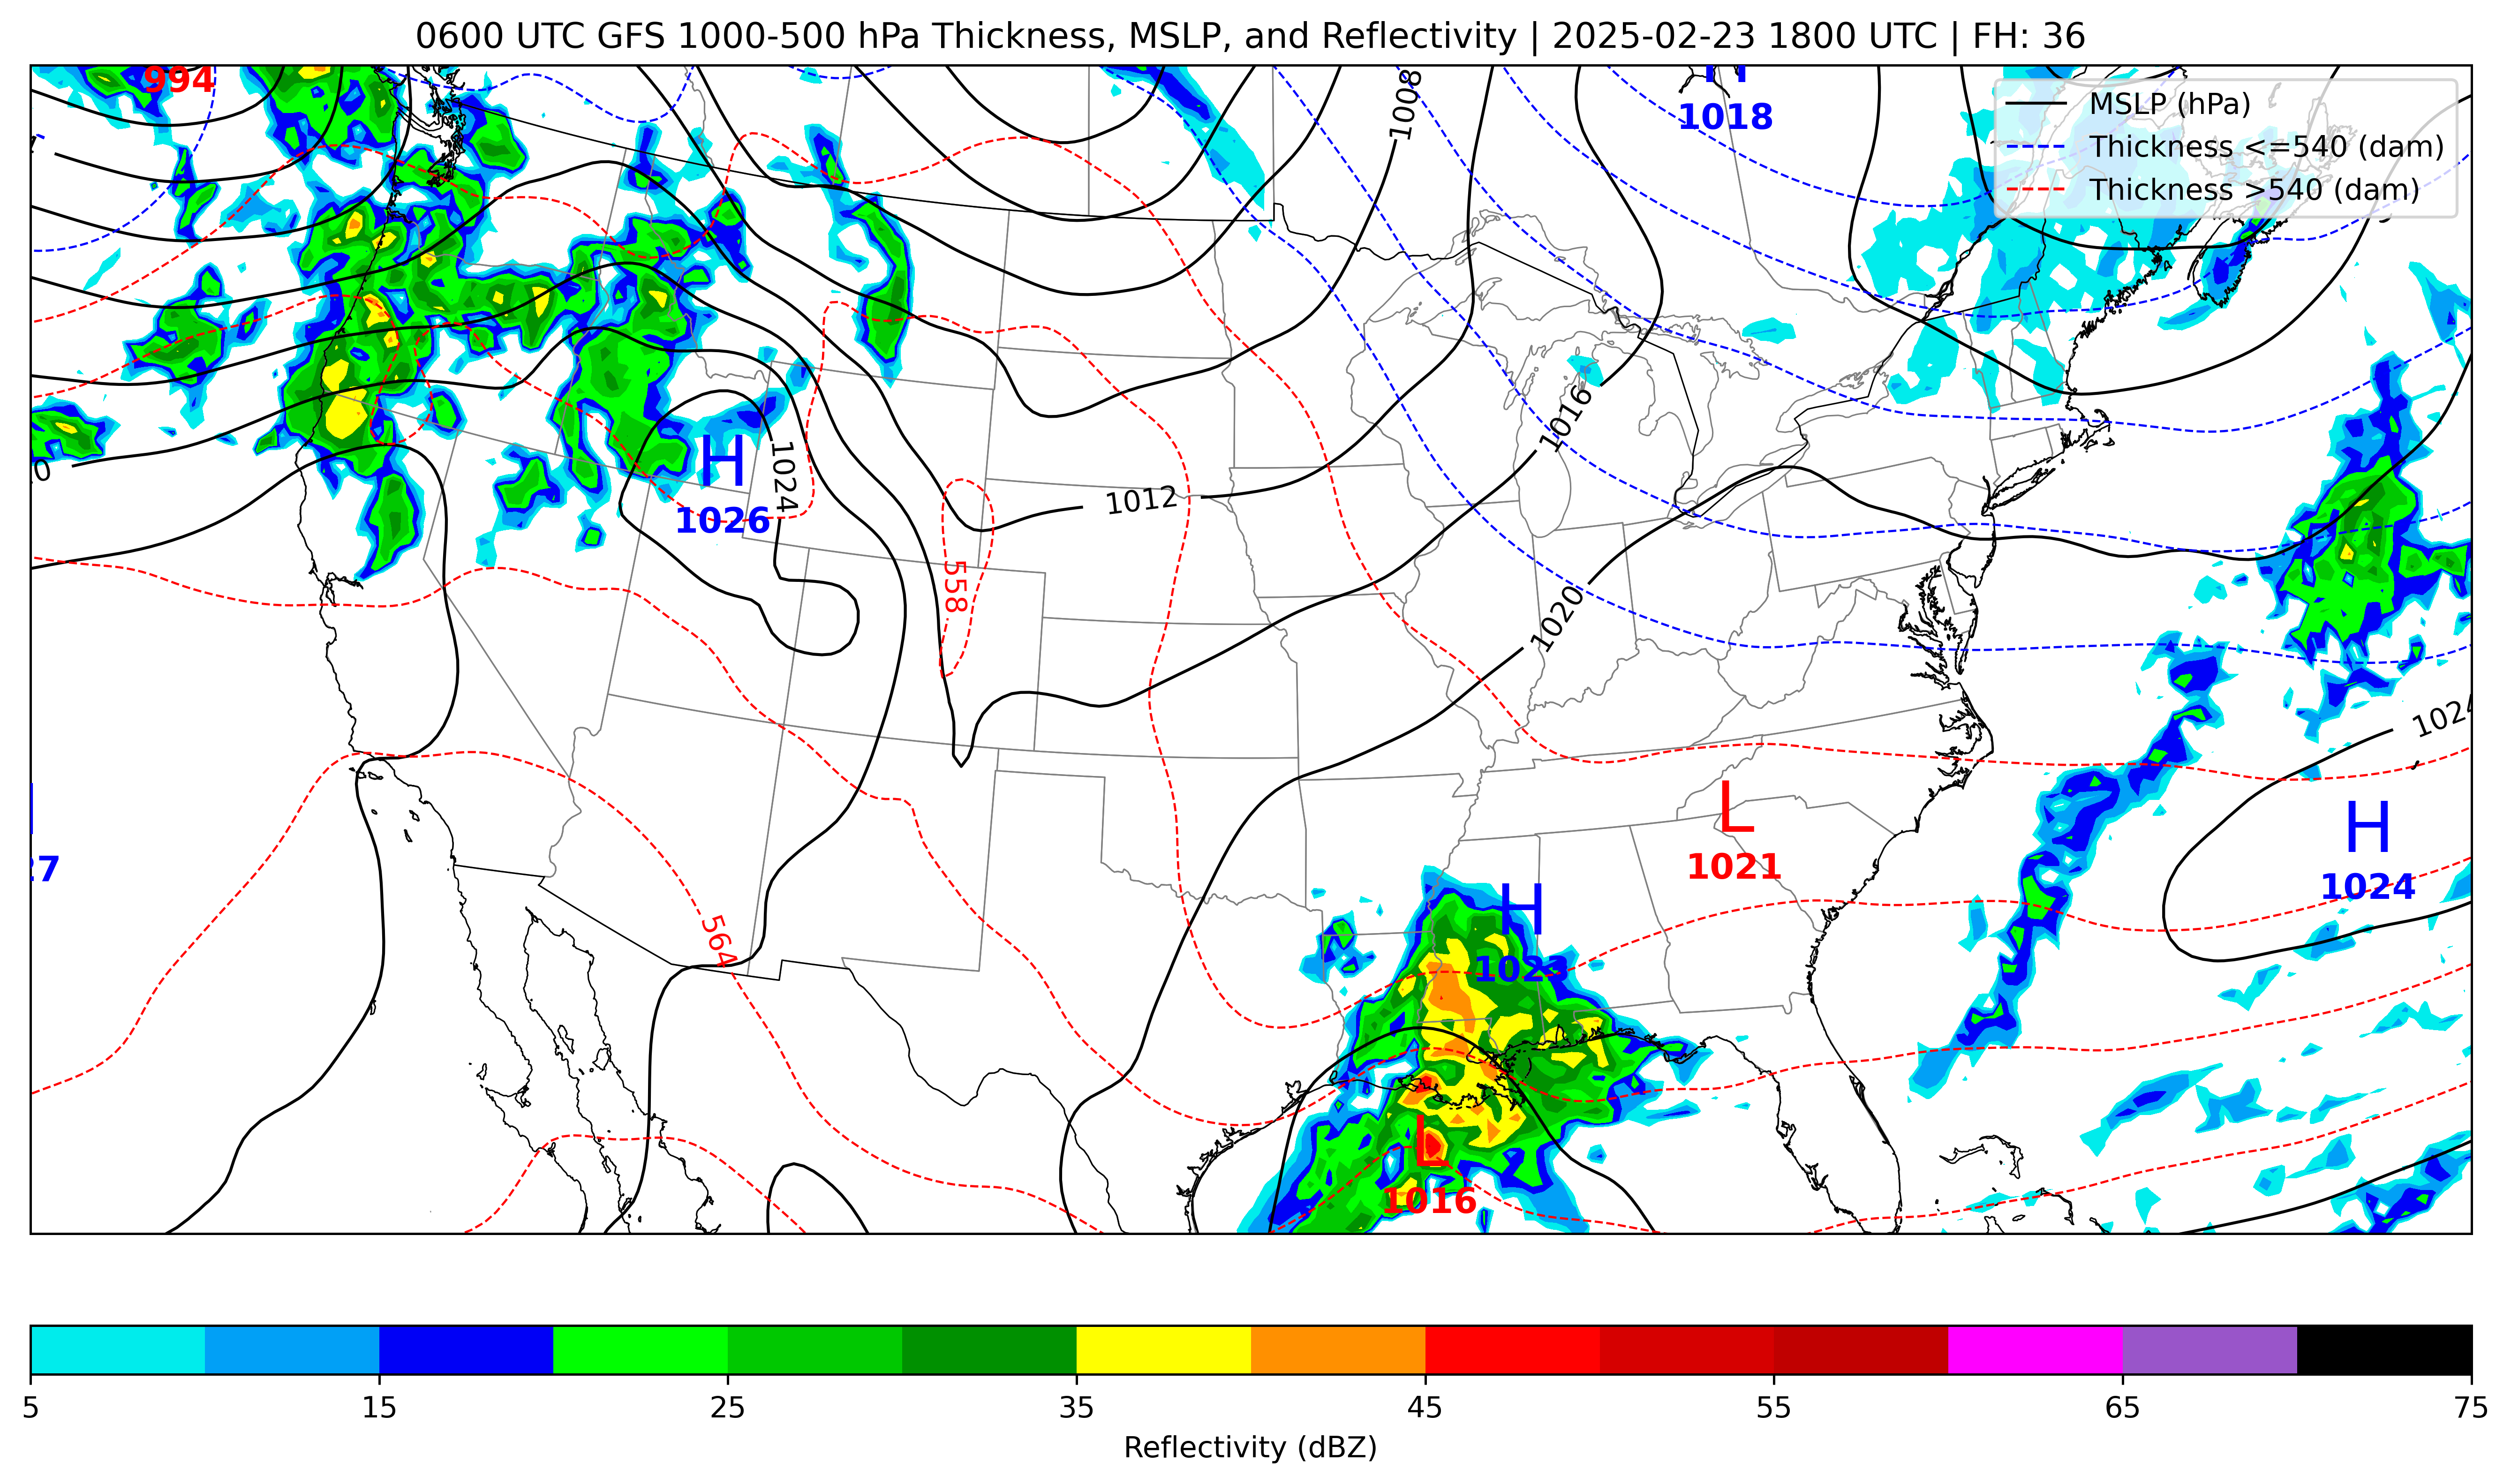 0600 UTC GFS 1000-500 hPa Thickness, MSLP, and Reflectivity | 2025-02-23 1800 UTC | FH: 36
994
1008
H
1018
MSLP (hPa)
Thickness <=540 (dam)
Thickness >540 (dam)
1016
H
1026
1024
1012
558
1020
1024
27
L
1021
H
1024
H
1023
564
L
1016
5
15
25
35
45
55
65
75
Reflectivity (dBZ)